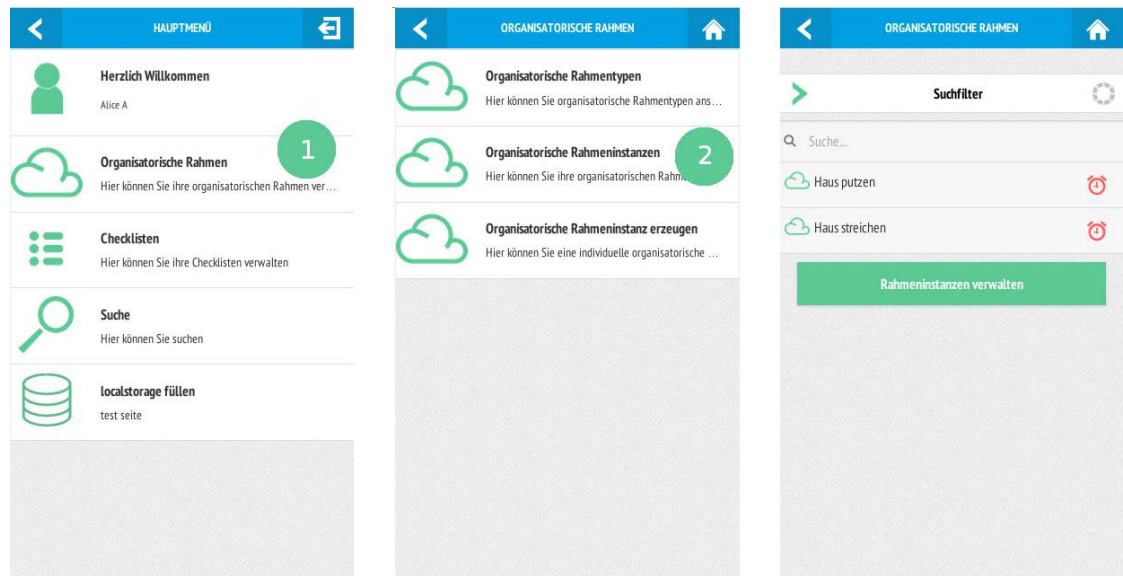 HAUPTMENÜ
Herzlich Willkommen
Alice A
1
Organisatorische Rahmen
Hier können Sie ihre organisatorischen Rahmen ver...
Checklisten
Hier können Sie ihre Checklisten verwalten
Suche
Hier können Sie suchen
localstorage füllen
test seite
ORGANISATORISCHE RAHMEN
Organisatorische Rahmentypen
Hier können Sie organisatorische Rahmentypen ans...
Organisatorische Rahmeninstanzen
2
Hier können Sie ihre organisatorischen Rahm
Organisatorische Rahmeninstanz erzeugen
Hier können Sie eine individuelle organisatorische ...
ORGANISATORISCHE RAHMEN
Suchfilter
Suche...
Haus putzen
Haus streichen
Rahmeninstanzen verwalten